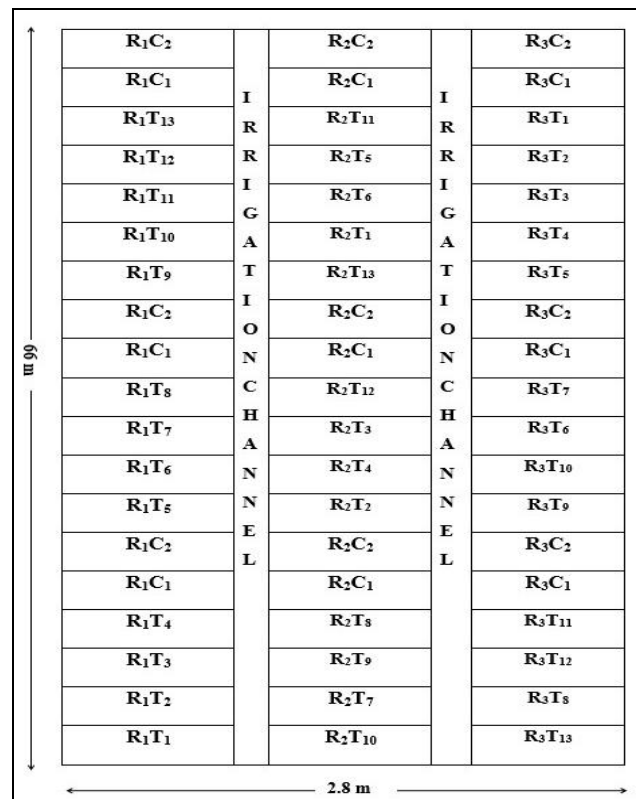 66 m
R₁C₂
R₁C₁
R₁T₁₃
R₁T₁₂
R₁T₁₁
R₁T₁₀
R₁T₉
R₁C₂
R₁C₁
R₁T₈
R₁T₇
R₁T₆
R₁T₅
R₁C₂
R₁C₁
R₁T₄
R₁T₃
R₁T₂
R₁T₁
IRRIGATION CHANNEL
R₂C₂
R₂C₁
R₂T₁₁
R₂T₅
R₂T₆
R₂T₁
R₂T₁₃
R₂C₂
R₂C₁
R₂T₁₂
R₂T₃
R₂T₄
R₂T₂
R₂C₂
R₂C₁
R₂T₈
R₂T₉
R₂T₇
R₂T₁₀
IRRIGATION CHANNEL
R₃C₂
R₃C₁
R₃T₁
R₃T₂
R₃T₃
R₃T₄
R₃T₅
R₃C₂
R₃C₁
R₃T₇
R₃T₆
R₃T₁₀
R₃T₉
R₃C₂
R₃C₁
R₃T₁₁
R₃T₁₂
R₃T₈
R₃T₁₃
2.8 m